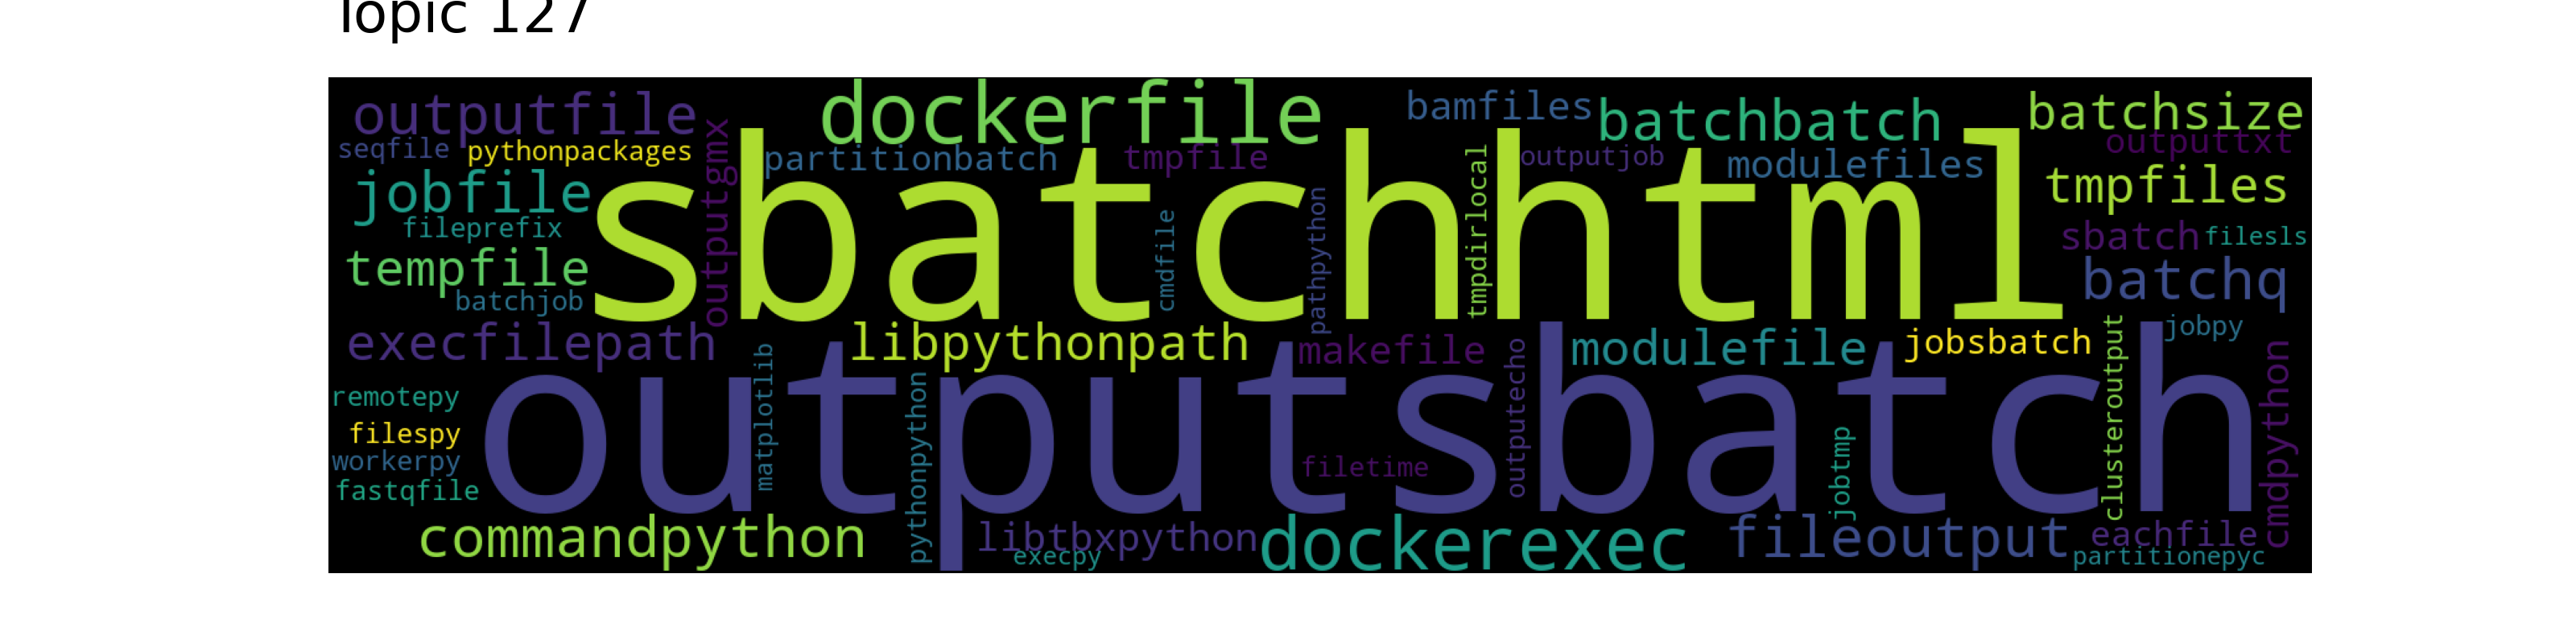 Topic 127
outputfile
dockerfile
bamfiles
batchbatch
batchsize
seqfile
pythonpackages
outputgmx
partitionbatch
tmpfile
outputjob
modulefiles
outputtxt
jobfile
sbatchhtml
tmpdirlocal
tmpfiles
fileprefix
cmdfile
pathpython
sbatch
filesls
tempfile
batchq
batchjob
execfilepath
libpythonpath
makefile
modulefile
jobsbatch
jobpy
remotepy
outputsbatch
matplotlib
pythonpython
outputecho
clusteroutput
cmdpython
filespy
workerpy
filetime
jobtmp
fastqfile
commandpython
libtbxpython
execpy
dockerexec
fileoutput
eachfile
partitionepyc